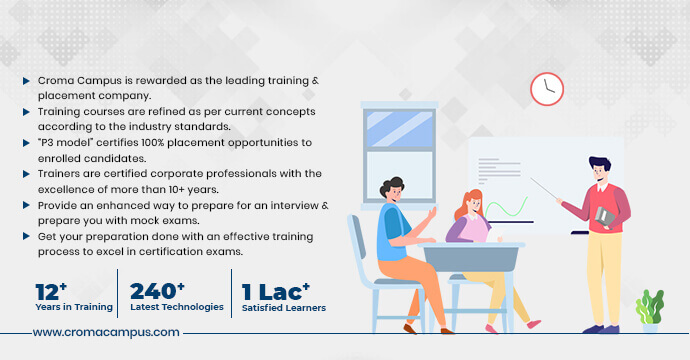 Croma Campus is rewarded as the leading training &
placement company.
Training courses are refined as per current concepts
according to the industry standards.
"P3 model" certifies 100% placement opportunities to
enrolled candidates.
Trainers are certified corporate professionals with the
excellence of more than 10+ years.
Provide an enhanced way to prepare for an interview &
prepare you with mock exams.
Get your preparation done with an effective training
process to excel in certification exams.
12+
Years in Training
240+
Latest Technologies
1 Lac+
Satisfied Learners
www.cromacampus.com